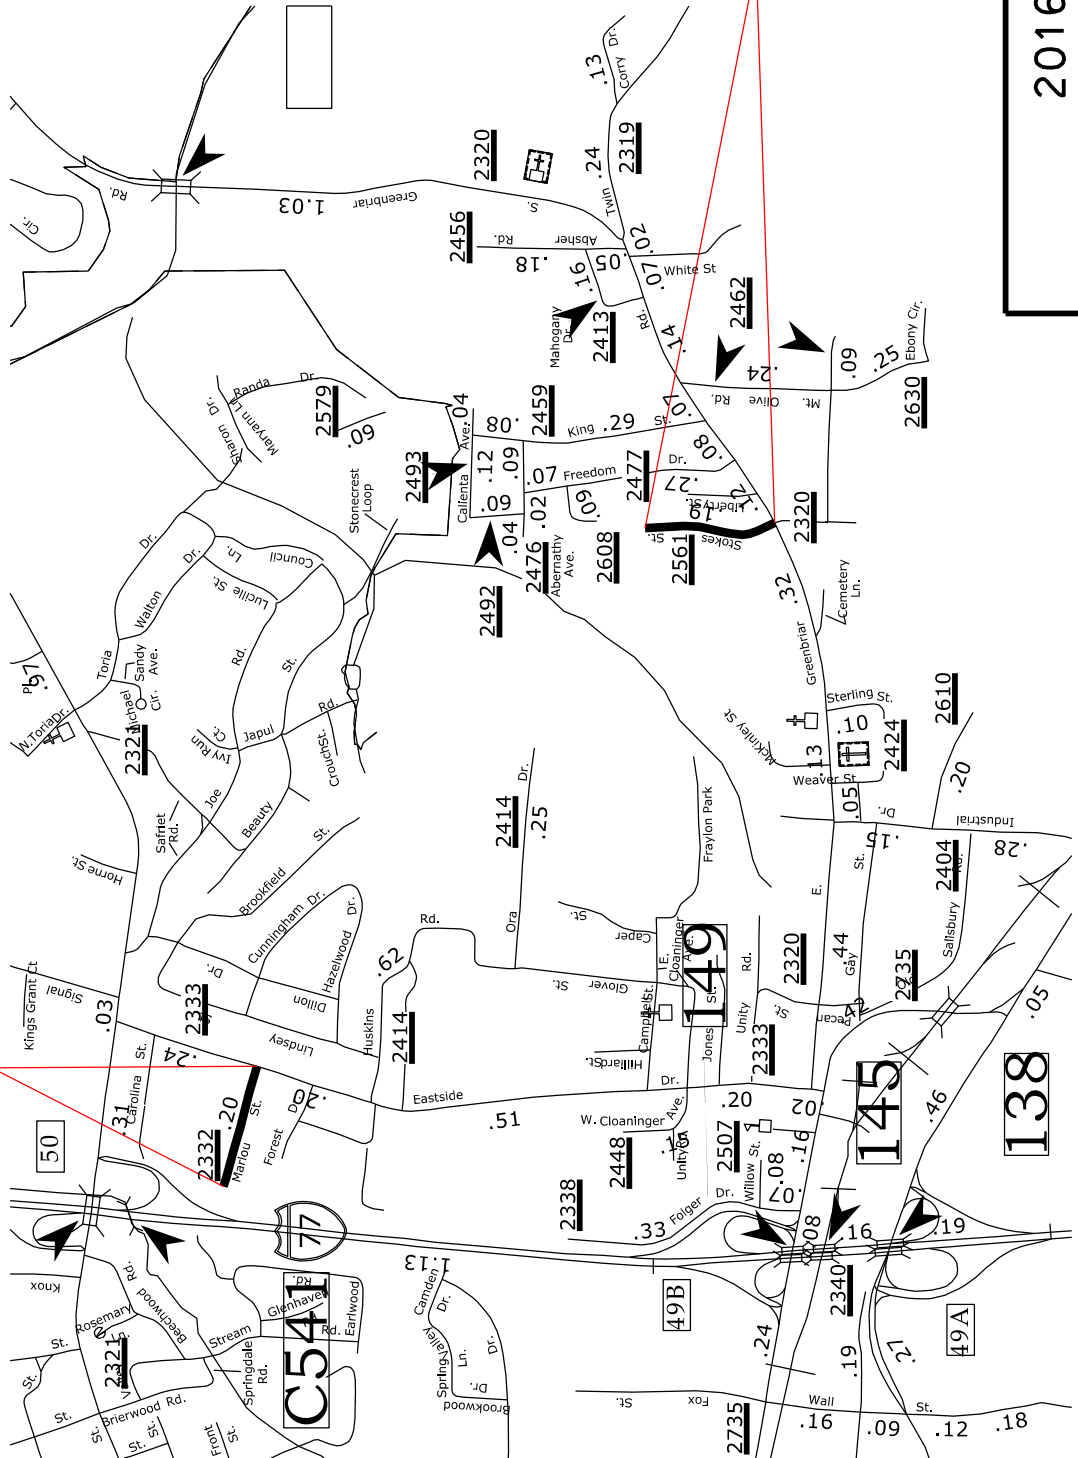 2016
Corry Dr.
.13
2320
2319
.24
Twin
Rd.
Cir.
1.03
Greenbriar
S.
2456
Absher Rd.
.18
.05
.02
.07
White St
.16
Mahogany
Dr.
2413
Rd.
.14
2462
.24
Mt. Olive Rd.
.09
.25
Ebony Cir.
2630
Sharon Dr.
Maryann L
Randa Dr.
2579
.09
Stonecrest
Loop
2493
Calienta Ave.
.04
.08
.12
.09
.09
2459
King St.
.29
.07
.08
.07
Freedom Dr.
2477
.27
Liberty St.
.12
.19
Stokes St.
2561
2320
.02
.04
.09
2476
Abernathy
Ave.
2608
2492
.32
Greenbriar
Cemetery
Ln.
Dr.
Walton Dr.
Toria
Ln.
Council
Lucille St.
Sandy
Ave.
Michael
Cir.
Pl.
.97
W. Toria Dr.
2321
Rd.
St.
Ivy Run Ct.
Japul Rd.
Crouch St.
Joe
Beauty
Safriet
Rd.
Horne St.
Brookfield St.
Cunningham Dr.
Hazelwood Dr.
Dillon Dr.
2414
Ora Dr.
.25
McKinley St
Sterling St.
.10
.13
2424
Weaver St.
.05
2610
.20
Industrial Dr.
.15
.28
2404
Salisbury Rd.
Fraylon Park
Caper St.
E.
Cloaninger
Ave.
149
Glover St.
Campbell St.
Hilliard St.
Jones St.
Unity Rd.
2320
E.
.44
Gay St.
2735
.42
Pecan St.
2333
Kings Grant Ct
Signal
.03
2333
Lindsey
.24
.20
.62
Rd.
Huskins
2414
Eastside Dr.
.51
Carolina St.
.31
2332
.20
Marlou St.
Forest Dr.
50
W. Cloaninger Ave.
.15
2448
2507
Willow St.
.20
.02
.16
.08
.07
145
.46
.05
138
2338
.33
Folger Dr.
.08
.16
.19
2340
77
1.13
49B
49A
.24
.19
.27
2735
Fox St.
Wall St.
.16
.09
.12
.18
Knox
Rosemary
Ln.
2321
Beechwood Rd.
Stream
Glenhaven
Rd.
Earlwood
Rd.
C541
Springdale
Rd.
Brierwood Rd.
St.
St.
St.
St.
St.
St.
Front
St.
Camden
Dr.
Spring Valley
Ln.
Dr.
Brookwood
Dr.